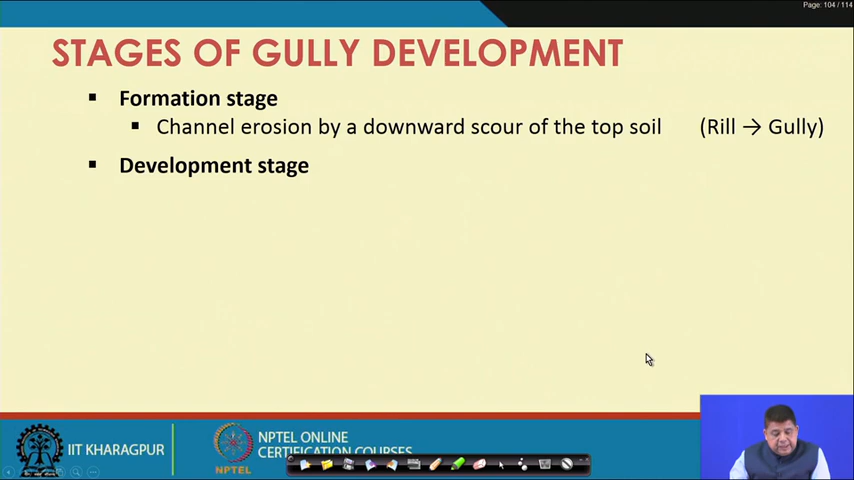 Page: 104 / 114
STAGES OF GULLY DEVELOPMENT
▪ Formation stage
▪ Channel erosion by a downward scour of the top soil (Rill → Gully)
▪ Development stage
IIT KHARAGPUR
NPTEL
NPTEL ONLINE
CERTIFICATION COURSES